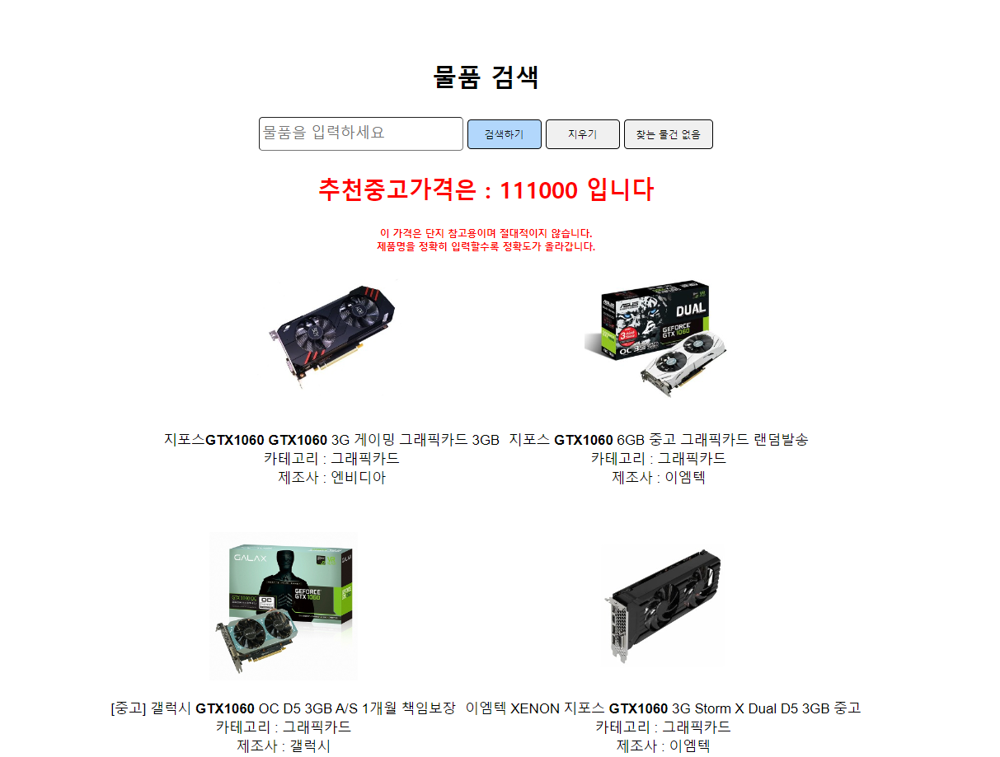 물품 검색
물품을 입력하세요
검색하기
지우기
찾는 물건 없음
추천중고가격은 : 111000 입니다
이 가격은 단지 참고용이며 절대적이지 않습니다.
제품명을 정확히 입력할수록 정확도가 올라갑니다.
ASUS
DUAL
GEFORCE
GTX 1060
OC 3
지포스GTX1060 GTX1060 3G 게이밍 그래픽카드 3GB
카테고리 : 그래픽카드
제조사 : 엔비디아
지포스 GTX1060 6GB 중고 그래픽카드 랜덤발송
카테고리 : 그래픽카드
제조사 : 이엠텍
GALAX
GEFORCE
GTX 1060
OC
[중고] 갤럭시 GTX1060 OC D5 3GB A/S 1개월 책임보장
카테고리 : 그래픽카드
제조사 : 갤럭시
이엠텍 XENON 지포스 GTX1060 3G Storm X Dual D5 3GB 중고
카테고리 : 그래픽카드
제조사 : 이엠텍